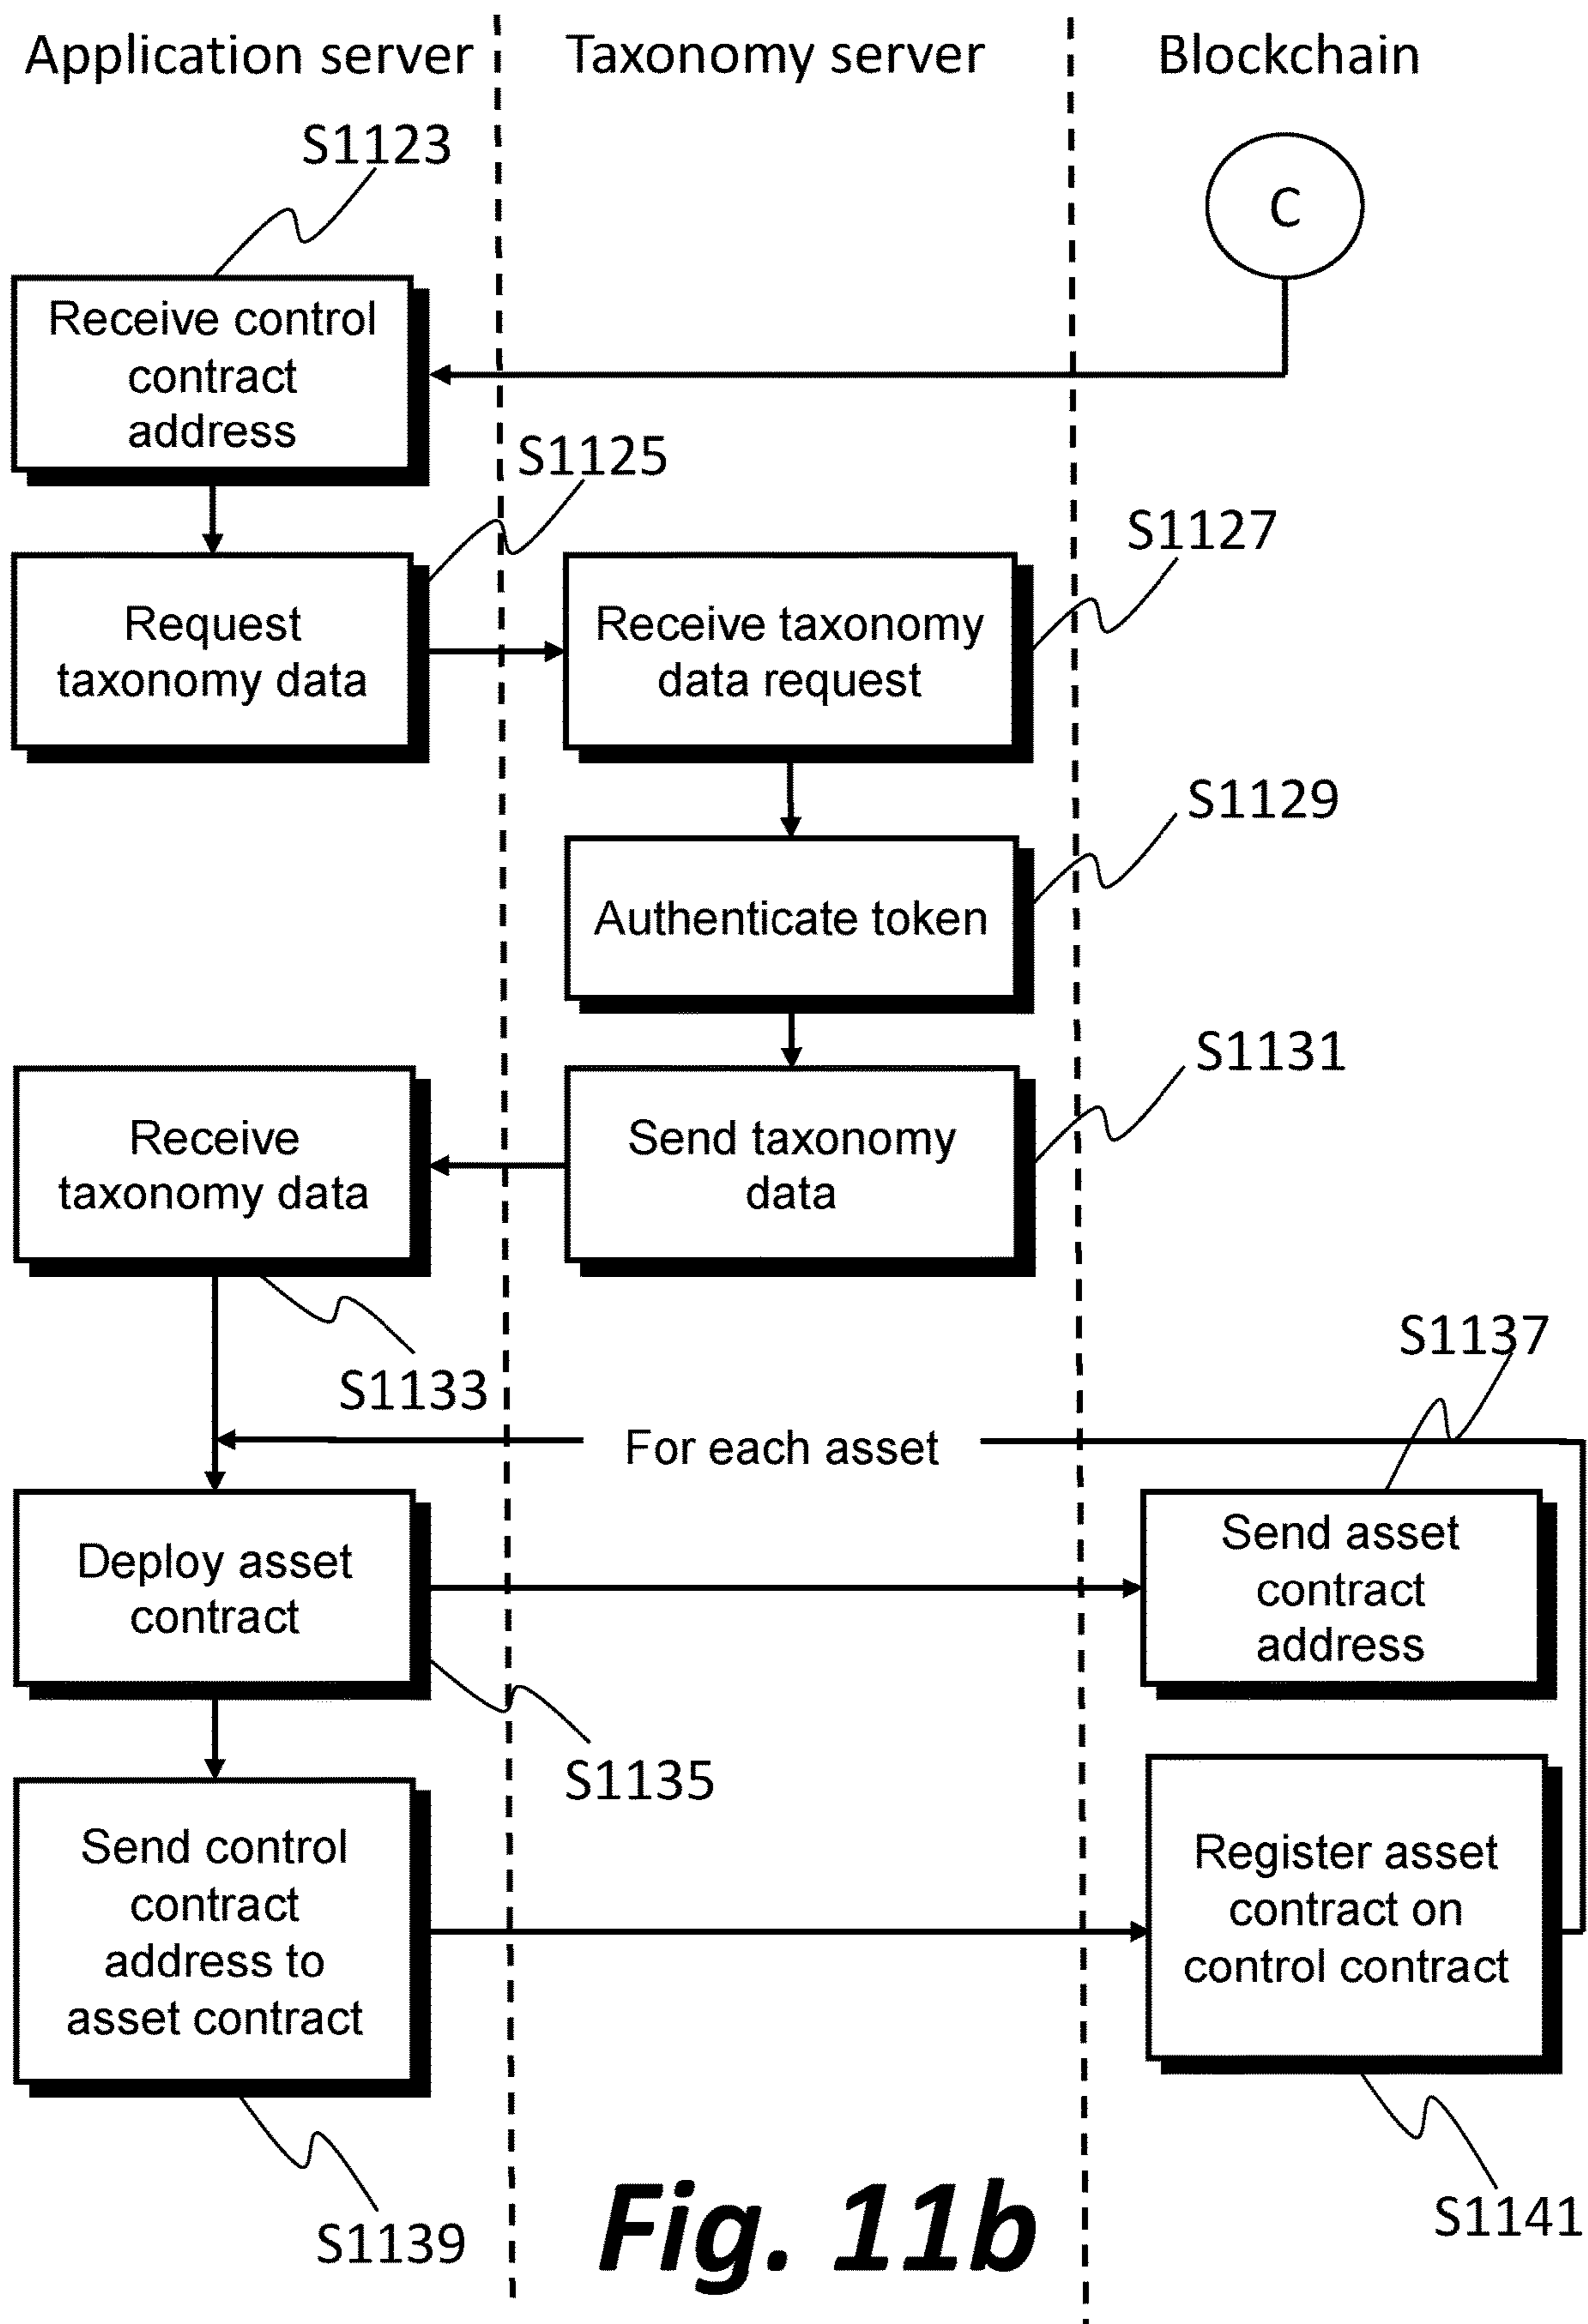 Application server
Taxonomy server
Blockchain
S1123
C
Receive control
contract
address
S1125
S1127
Request
taxonomy data
Receive taxonomy
data request
S1129
Authenticate token
S1131
Receive
taxonomy data
Send taxonomy
data
S1133
S1137
For each asset
Deploy asset
contract
Send asset
contract
address
S1135
Send control
contract
address to
asset contract
Register asset
contract on
control contract
S1139
S1141
Fig. 11b